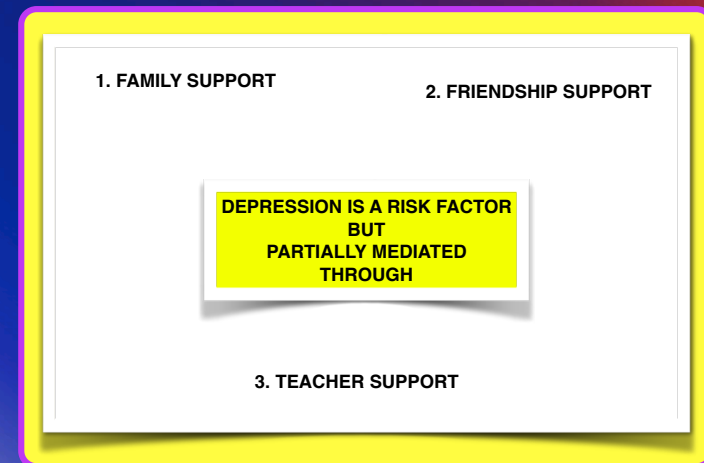 1. FAMILY SUPPORT
2. FRIENDSHIP SUPPORT
DEPRESSION IS A RISK FACTOR
BUT
PARTIALLY MEDIATED
THROUGH
3. TEACHER SUPPORT